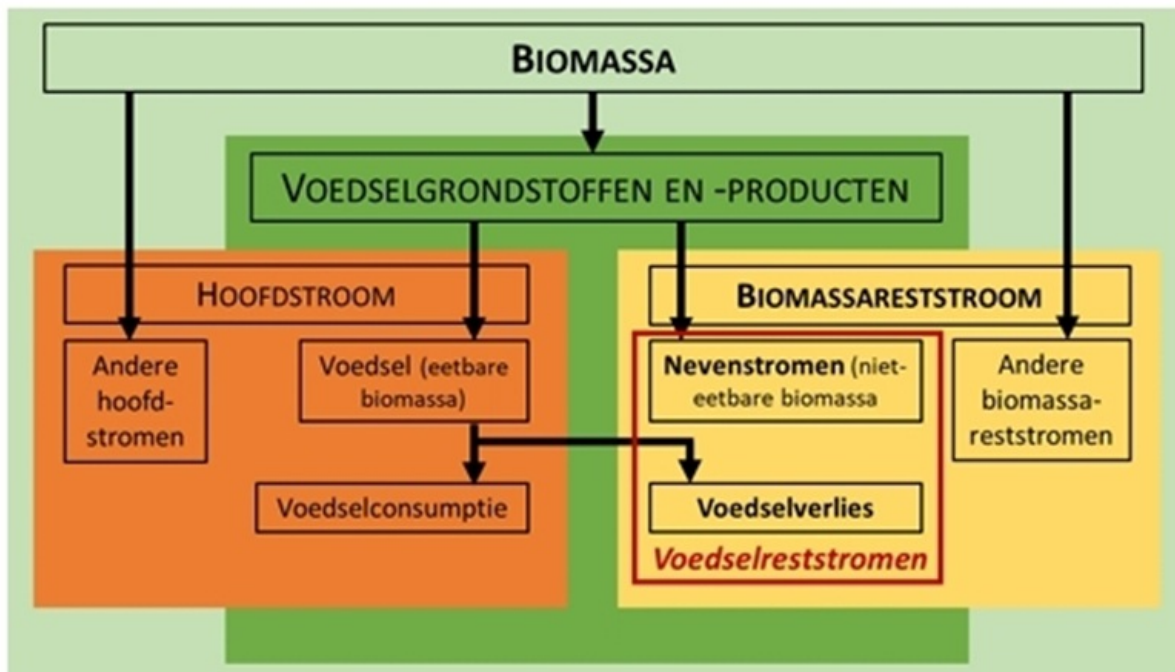 BIOMASSA
VOEDSELGRONDSTOFFEN EN -PRODUCTEN
HOOFDSTROOM
BIOMASSARESTSTROOM
Andere
hoofd-
stromen
Voedsel (eetbare
biomassa)
Nevenstromen (niet-
eetbare biomassa
Andere
biomassa-
reststromen
Voedselconsumptie
Voedselverlies
Voedselreststromen